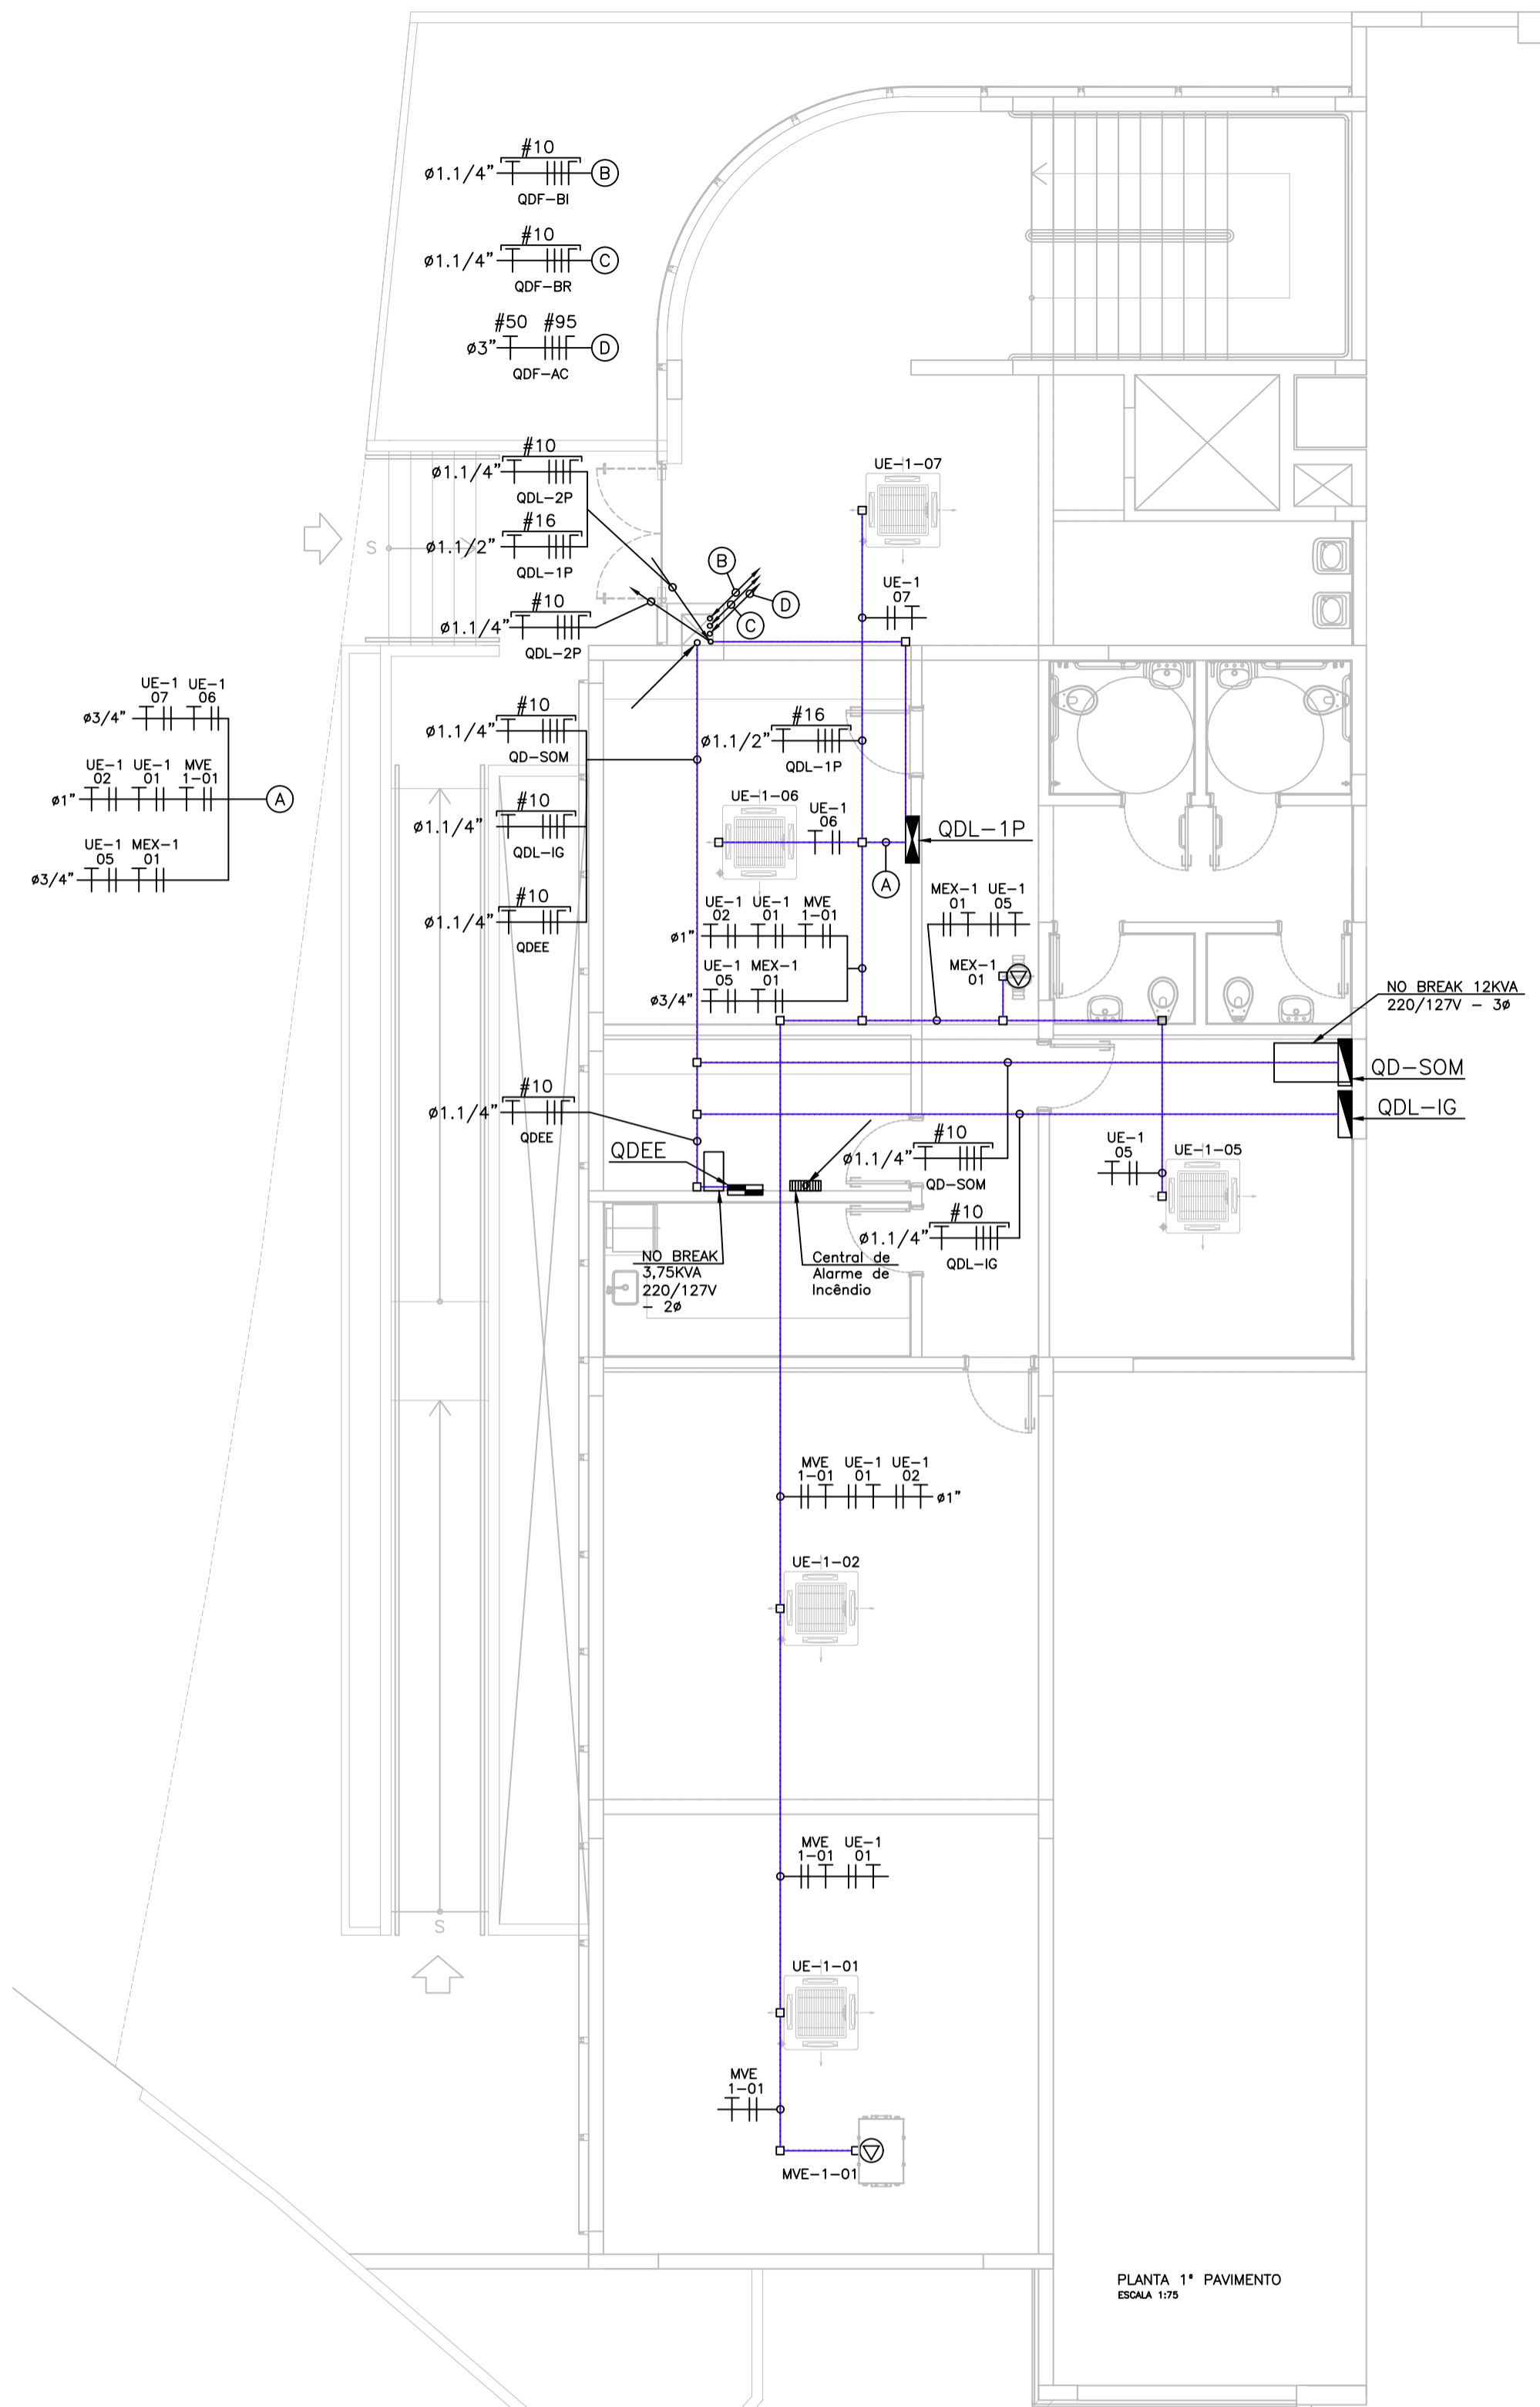 #10
ø1.1/4"
B
QDF-BI
#10
ø1.1/4"
C
QDF-BR
#50 #95
ø3"
D
QDF-AC
#10
ø1.1/4"
QDL-2P
#16
ø1.1/2"
QDL-1P
#10
ø1.1/4"
QDL-2P
S
UE-1-07
B
D
C
UE-1
07
UE-1 UE-1
07 06
ø3/4"
UE-1 UE-1 MVE
02 01 1-01
ø1"
A
UE-1 MEX-1
05 01
ø3/4"
#10
ø1.1/4"
QD-SOM
#10
ø1.1/4"
QDL-IG
#10
ø1.1/4"
QDEE
#16
ø1.1/2"
QDL-1P
UE-1-06
UE-1
06
QDL-1P
A
UE-1 UE-1 MVE
02 01 1-01
ø1"
UE-1 MEX-1
05 01
ø3/4"
MEX-1 UE-1
01 05
MEX-1
01
NO BREAK 12KVA
220/127V - 3ø
QD-SOM
QDL-IG
#10
ø1.1/4"
QDEE
QDEE
#10
ø1.1/4"
QD-SOM
UE-1
05
UE-1-05
#10
ø1.1/4"
QDL-IG
NO BREAK
3,75KVA
220/127V
- 2ø
Central de
Alarme de
Incêndio
MVE UE-1 UE-1
1-01 01 02
ø1"
UE-1-02
MVE UE-1
1-01 01
S
UE-1-01
MVE
1-01
MVE-1-01
PLANTA 1º PAVIMENTO
ESCALA 1:75